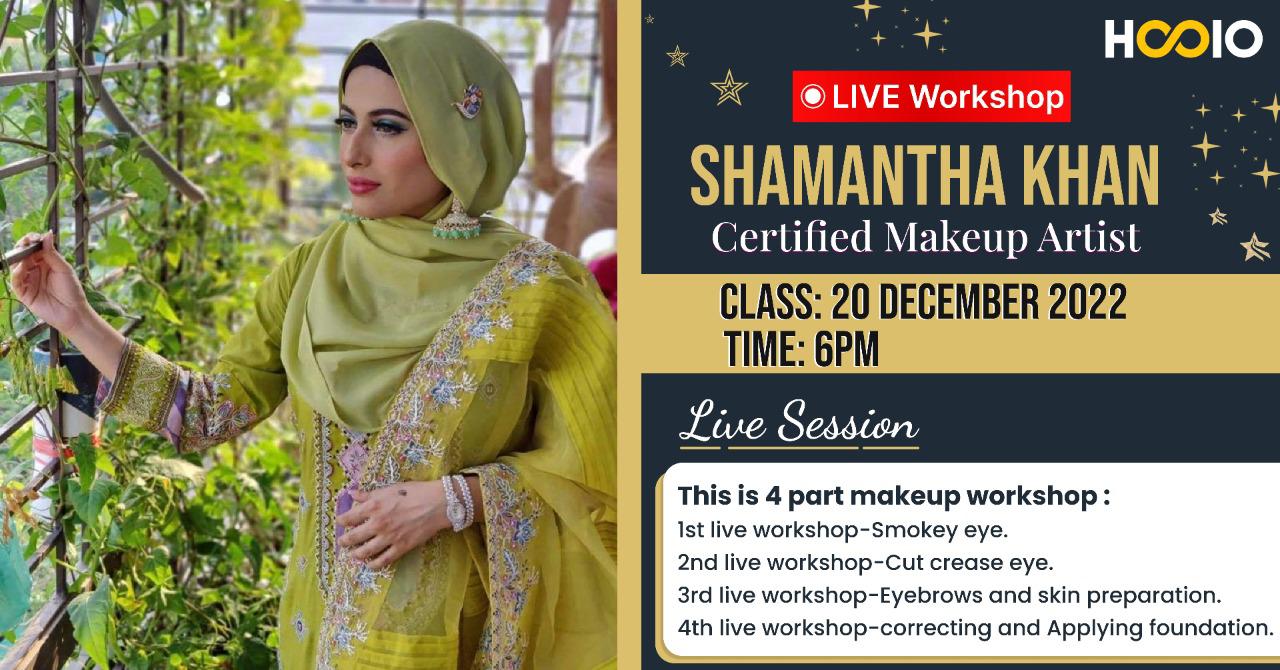 HOOIO
LIVE Workshop
SHAMANTHA KHAN
Certified Makeup Artist
CLASS: 20 DECEMBER 2022
TIME: 6PM
Live Session
This is 4 part makeup workshop :
1st live workshop-Smokey eye.
2nd live workshop-Cut crease eye.
3rd live workshop-Eyebrows and skin preparation.
4th live workshop-correcting and Applying foundation.